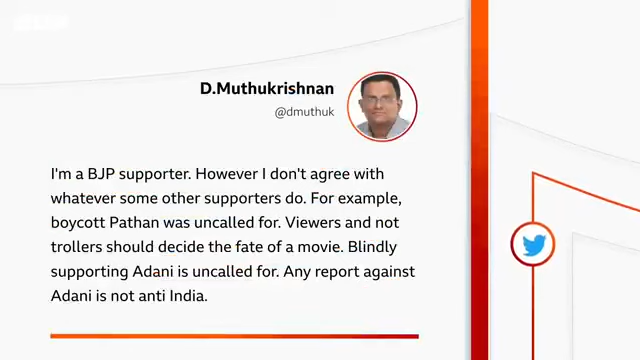 D.Muthukrishnan
@dmuthuk
I'm a BJP supporter. However I don't agree with
whatever some other supporters do. For example,
boycott Pathan was uncalled for. Viewers and not
trollers should decide the fate of a movie. Blindly
supporting Adani is uncalled for. Any report against
Adani is not anti India.